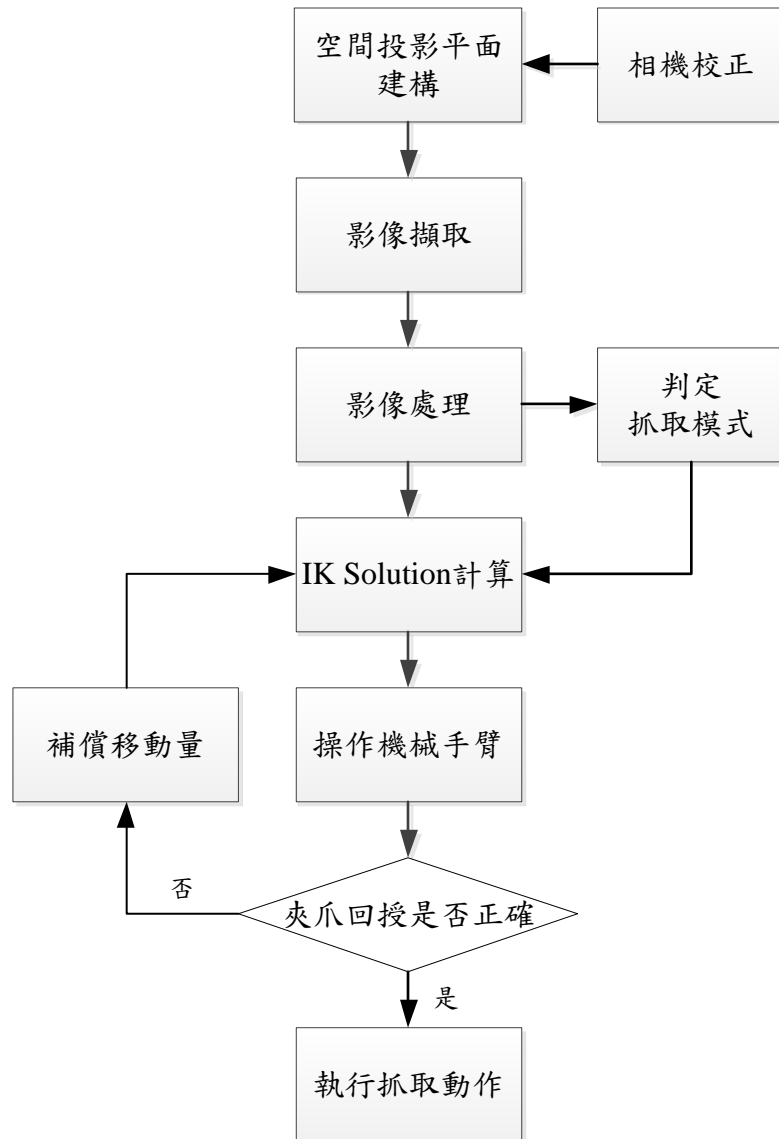 空間投影平面
建構
相機校正
影像擷取
影像處理
判定
抓取模式
IK Solution計算
補償移動量
操作機械手臂
否
夾爪回授是否正確
是
執行抓取動作